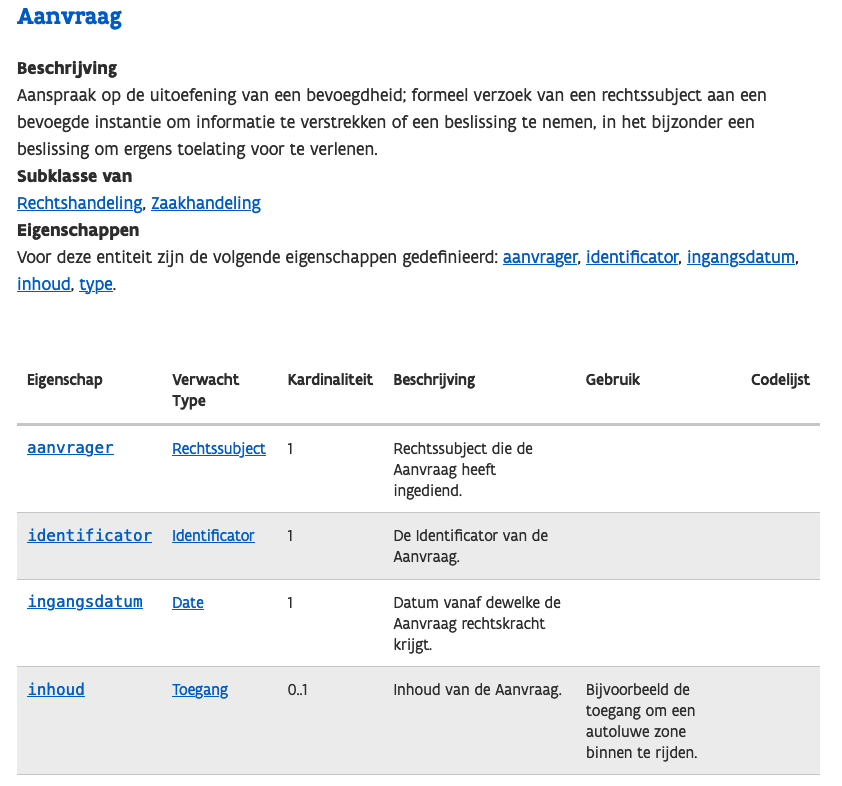 Aanvraag
Beschrijving
Aanspraak op de uitoefening van een bevoegdheid; formeel verzoek van een rechtssubject aan een
bevoegde instantie om informatie te verstrekken of een beslissing te nemen, in het bijzonder een
beslissing om ergens toelating voor te verlenen.
Subklasse van
Rechtshandeling, Zaakhandeling
Eigenschappen
Voor deze entiteit zijn de volgende eigenschappen gedefinieerd: aanvrager, identificator, ingangsdatum,
inhoud, type.
Eigenschap Verwacht Kardinaliteit Beschrijving Gebruik Codelijst
Type
aanvrager Rechtssubject 1 Rechtssubject die de
Aanvraag heeft
ingediend.
identificator Identificator 1 De Identificator van de
Aanvraag.
ingangsdatum Date 1 Datum vanaf dewelke de
Aanvraag rechtskracht
krijgt.
inhoud Toegang 0..1 Inhoud van de Aanvraag. Bijvoorbeeld de
toegang om een
autoluwe zone
binnen te rijden.